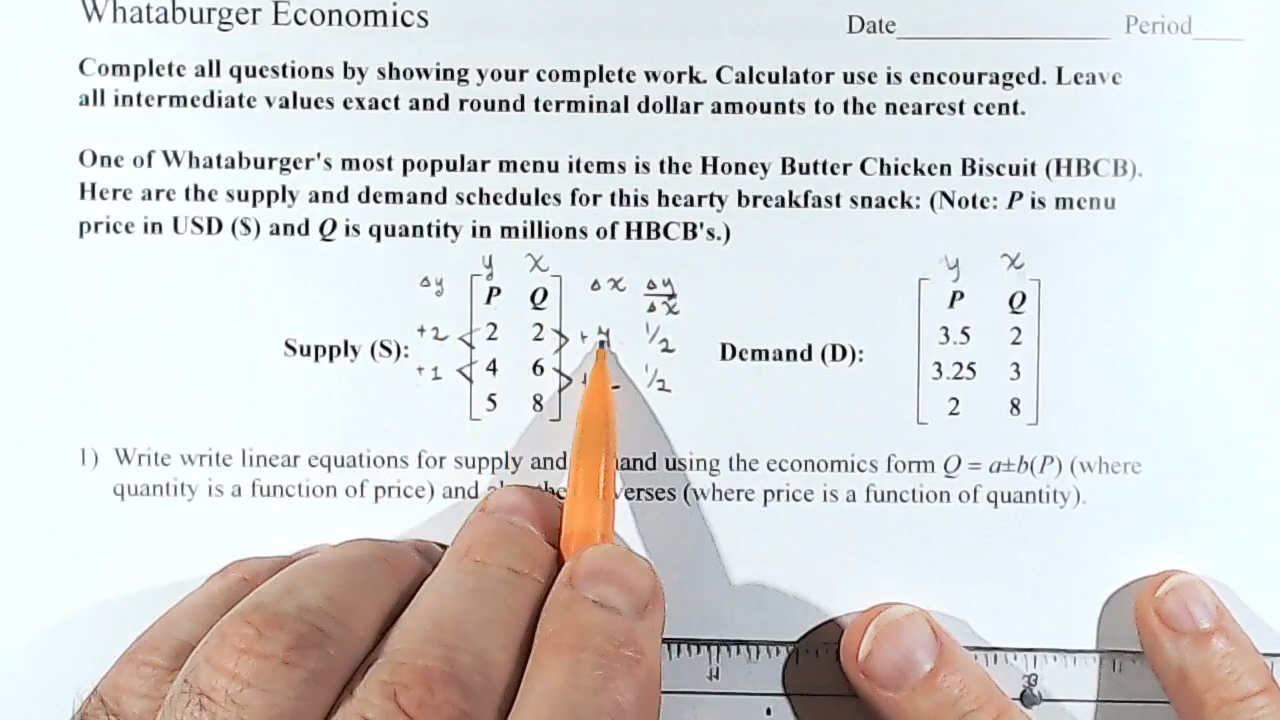 Whataburger Economics Date_________________ Period____
Complete all questions by showing your complete work. Calculator use is encouraged. Leave
all intermediate values exact and round terminal dollar amounts to the nearest cent.
One of Whataburger's most popular menu items is the Honey Butter Chicken Biscuit (HBCB).
Here are the supply and demand schedules for this hearty breakfast snack: (Note: P is menu
price in USD ($) and Q is quantity in millions of HBCB's.)
y x y x
Δy P Q Δx Δy/Δx P Q
+2 2 2 +4 1/2 3.5 2
Supply (S): Demand (D):
+1 4 6 1/2 3.25 3
5 8 2 8
1) Write write linear equations for supply and using the economics form Q = a±b(P) (where
quantity is a function of price) and (where price is a function of quantity).
11